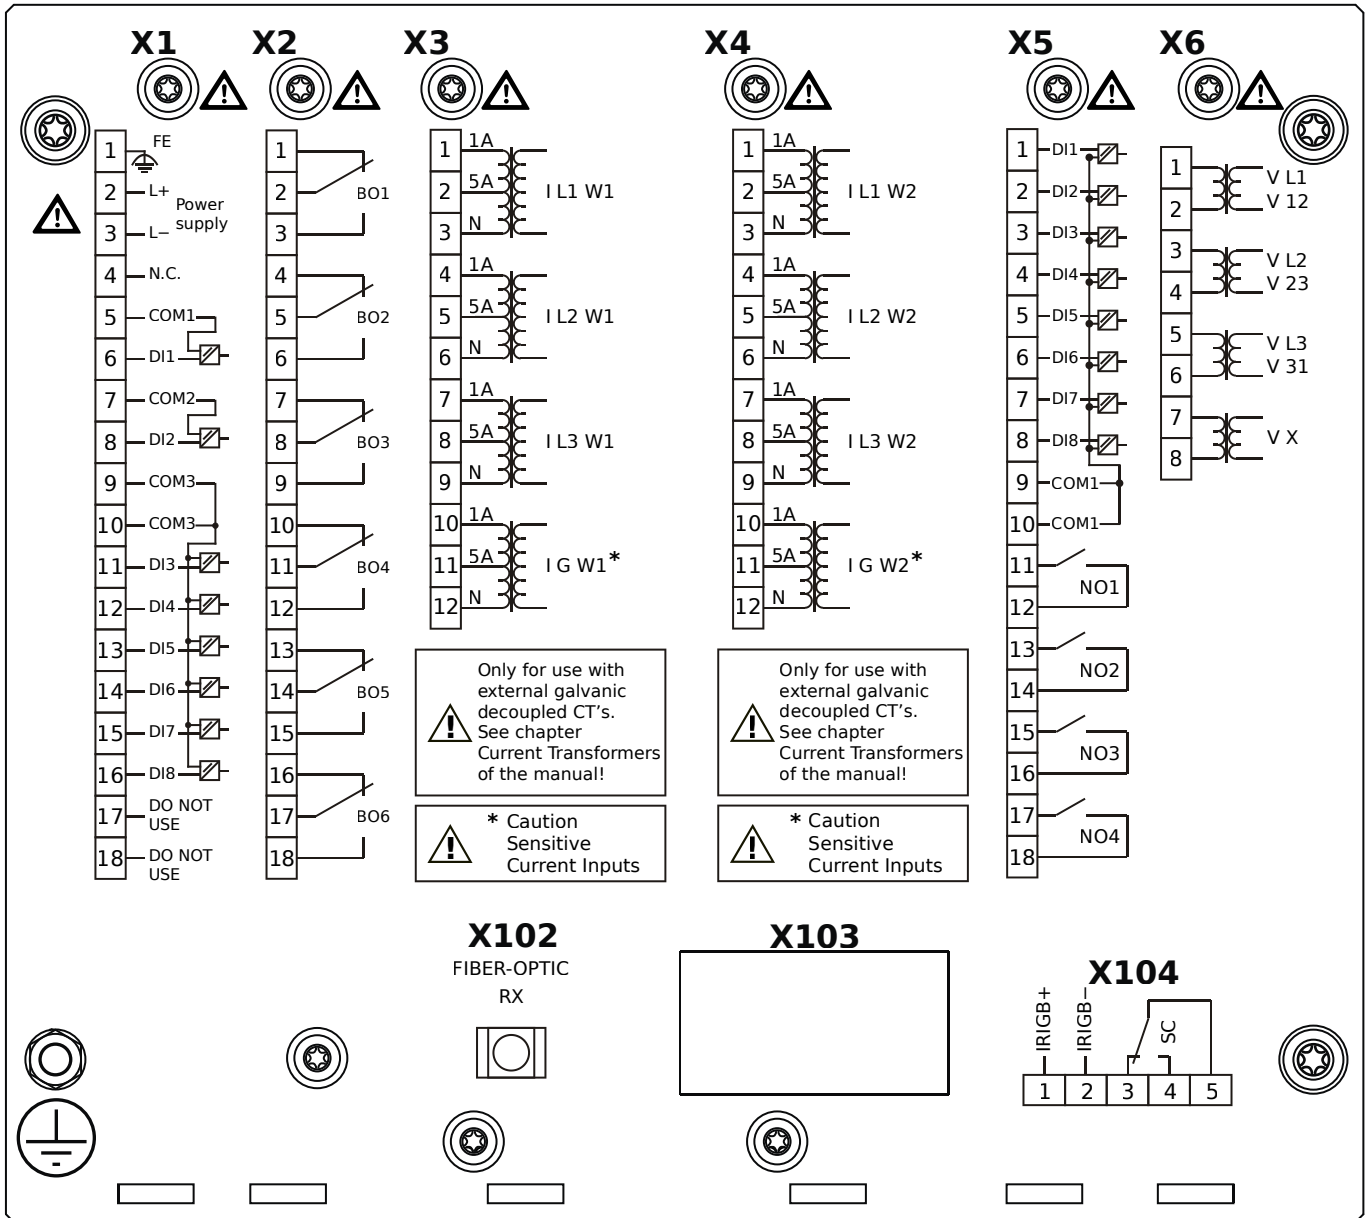 X1
X2
X3
X4
X5
X6
1
FE
2
L+
Power
supply
3
L−
4
N.C.
5
COM1
6
DI1
7
COM2
8
DI2
9
COM3
10
COM3
11
DI3
12
DI4
13
DI5
14
DI6
15
DI7
16
DI8
17
DO NOT
USE
18
DO NOT
USE
1
2
BO1
3
4
5
BO2
6
7
8
BO3
9
10
11
BO4
12
13
14
BO5
15
16
17
BO6
18
1
1A
2
5A
I L1 W1
3
N
4
1A
5
5A
I L2 W1
6
N
7
1A
8
5A
I L3 W1
9
N
10
1A
11
5A
I G W1*
12
N
Only for use with
external galvanic
decoupled CT's.
See chapter
Current Transformers
of the manual!
* Caution
Sensitive
Current Inputs
1
1A
2
5A
I L1 W2
3
N
4
1A
5
5A
I L2 W2
6
N
7
1A
8
5A
I L3 W2
9
N
10
1A
11
5A
I G W2*
12
N
Only for use with
external galvanic
decoupled CT's.
See chapter
Current Transformers
of the manual!
* Caution
Sensitive
Current Inputs
1
DI1
2
DI2
3
DI3
4
DI4
5
DI5
6
DI6
7
DI7
8
DI8
9
COM1
10
COM1
11
NO1
12
13
NO2
14
15
NO3
16
17
NO4
18
1
V L1
2
V 12
3
V L2
4
V 23
5
V L3
6
V 31
7
V X
8
X102
FIBER-OPTIC
RX
X103
X104
IRIGB+
IRIGB−
SC
1 2 3 4 5